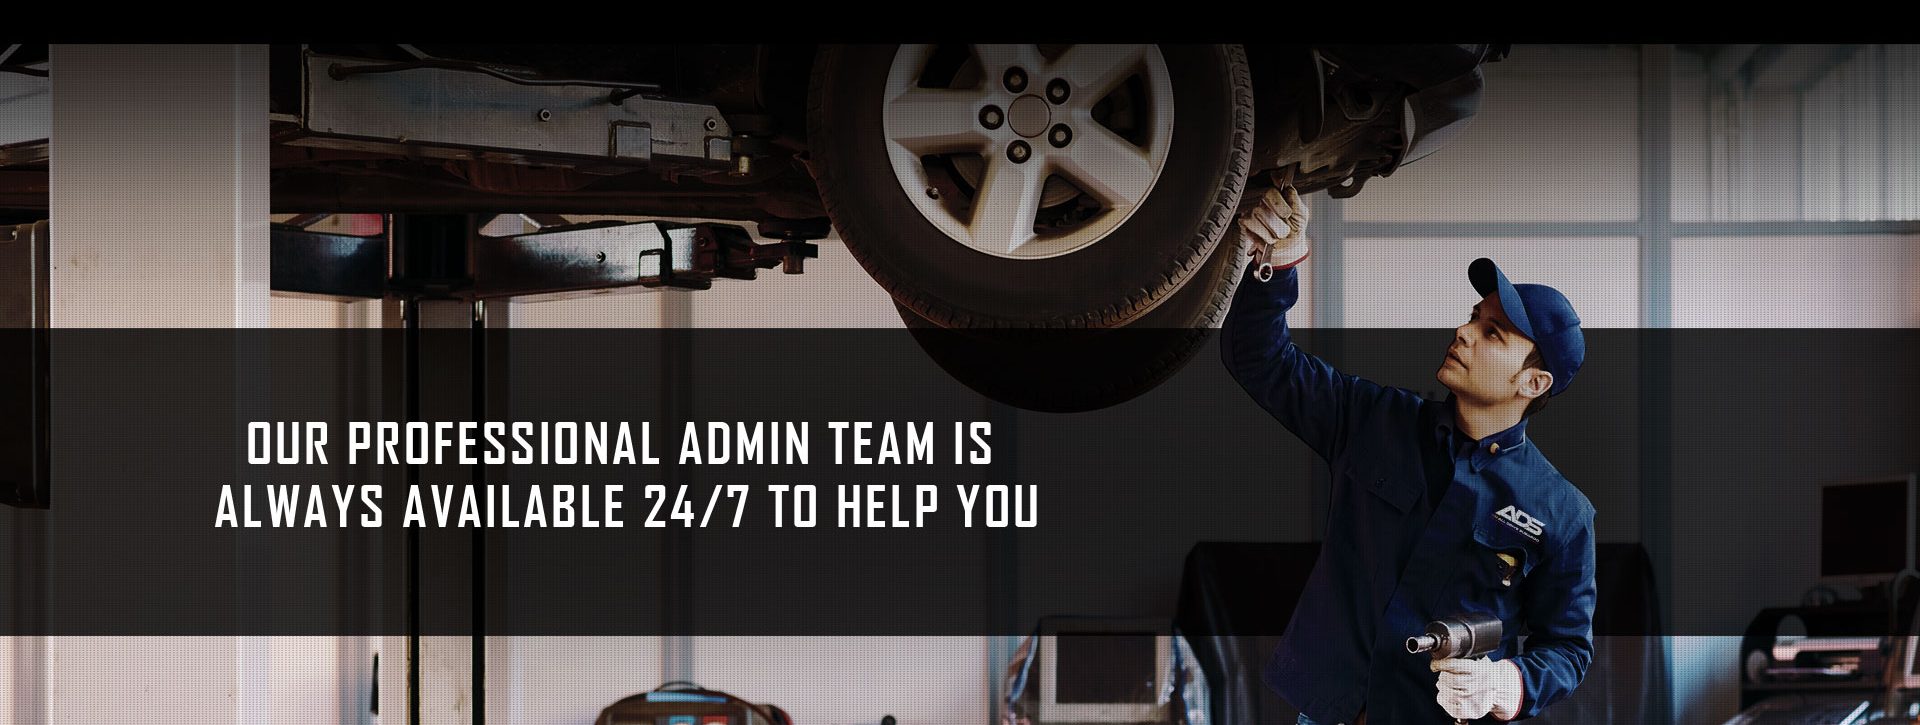 OUR PROFESSIONAL ADMIN TEAM IS
ALWAYS AVAILABLE 24/7 TO HELP YOU
ADS